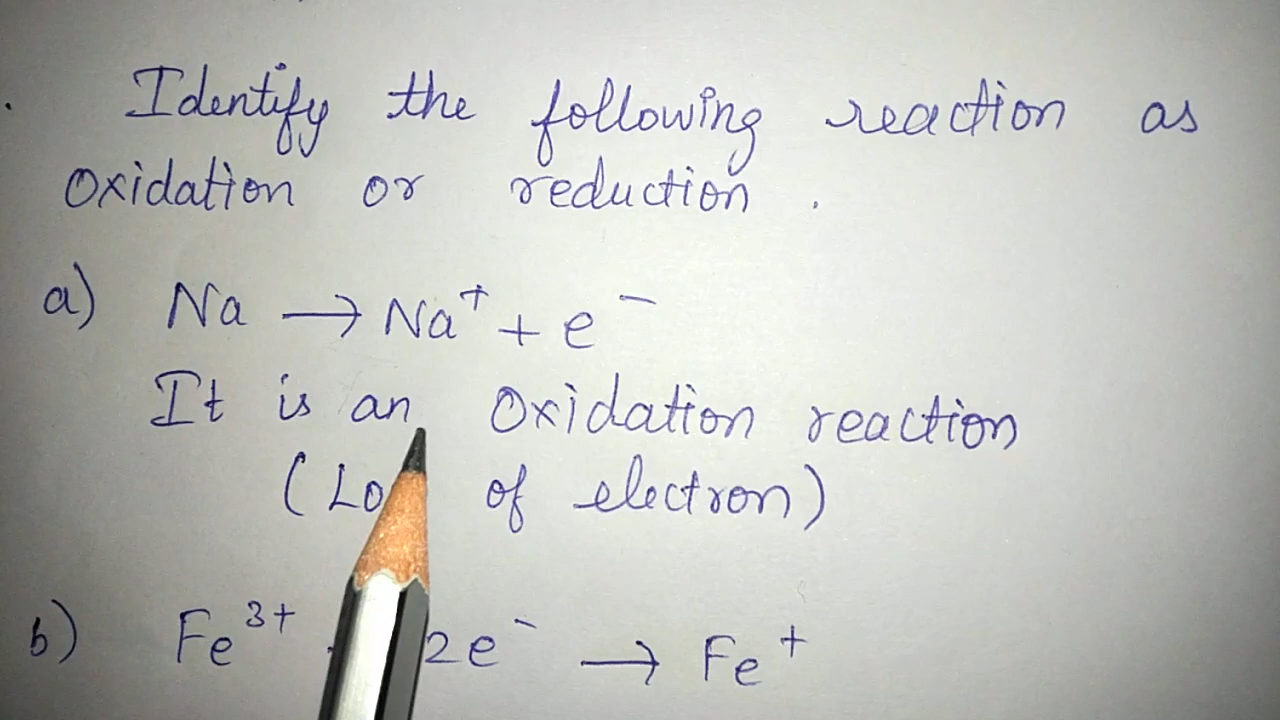 Identify the following reaction as
oxidation or reduction.
a) Na → Na⁺ + e⁻
It is an Oxidation reaction
( of electron)
b) Fe³⁺ 2e⁻ → Fe⁺